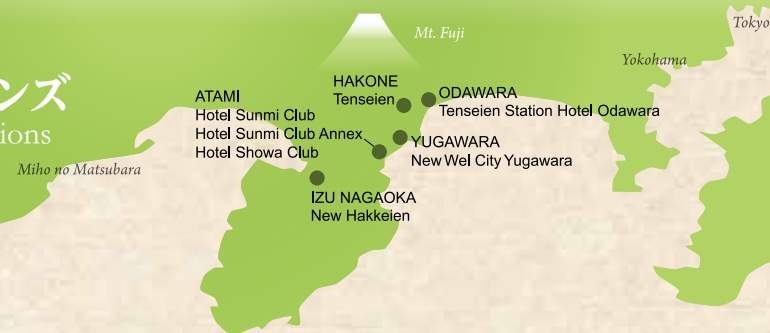 Mt. Fuji
Yokohama
ンズ
ions
Miho no Matsubara
ATAMI
Hotel Sunmi Club
Hotel Sunmi Club Annex
Hotel Showa Club
HAKONE
Tenseien
ODAWARA
Tenseien Station Hotel Odawara
YUGAWARA
New Wel City Yugawara
IZU NAGAOKA
New Hakkeien
Tokyo